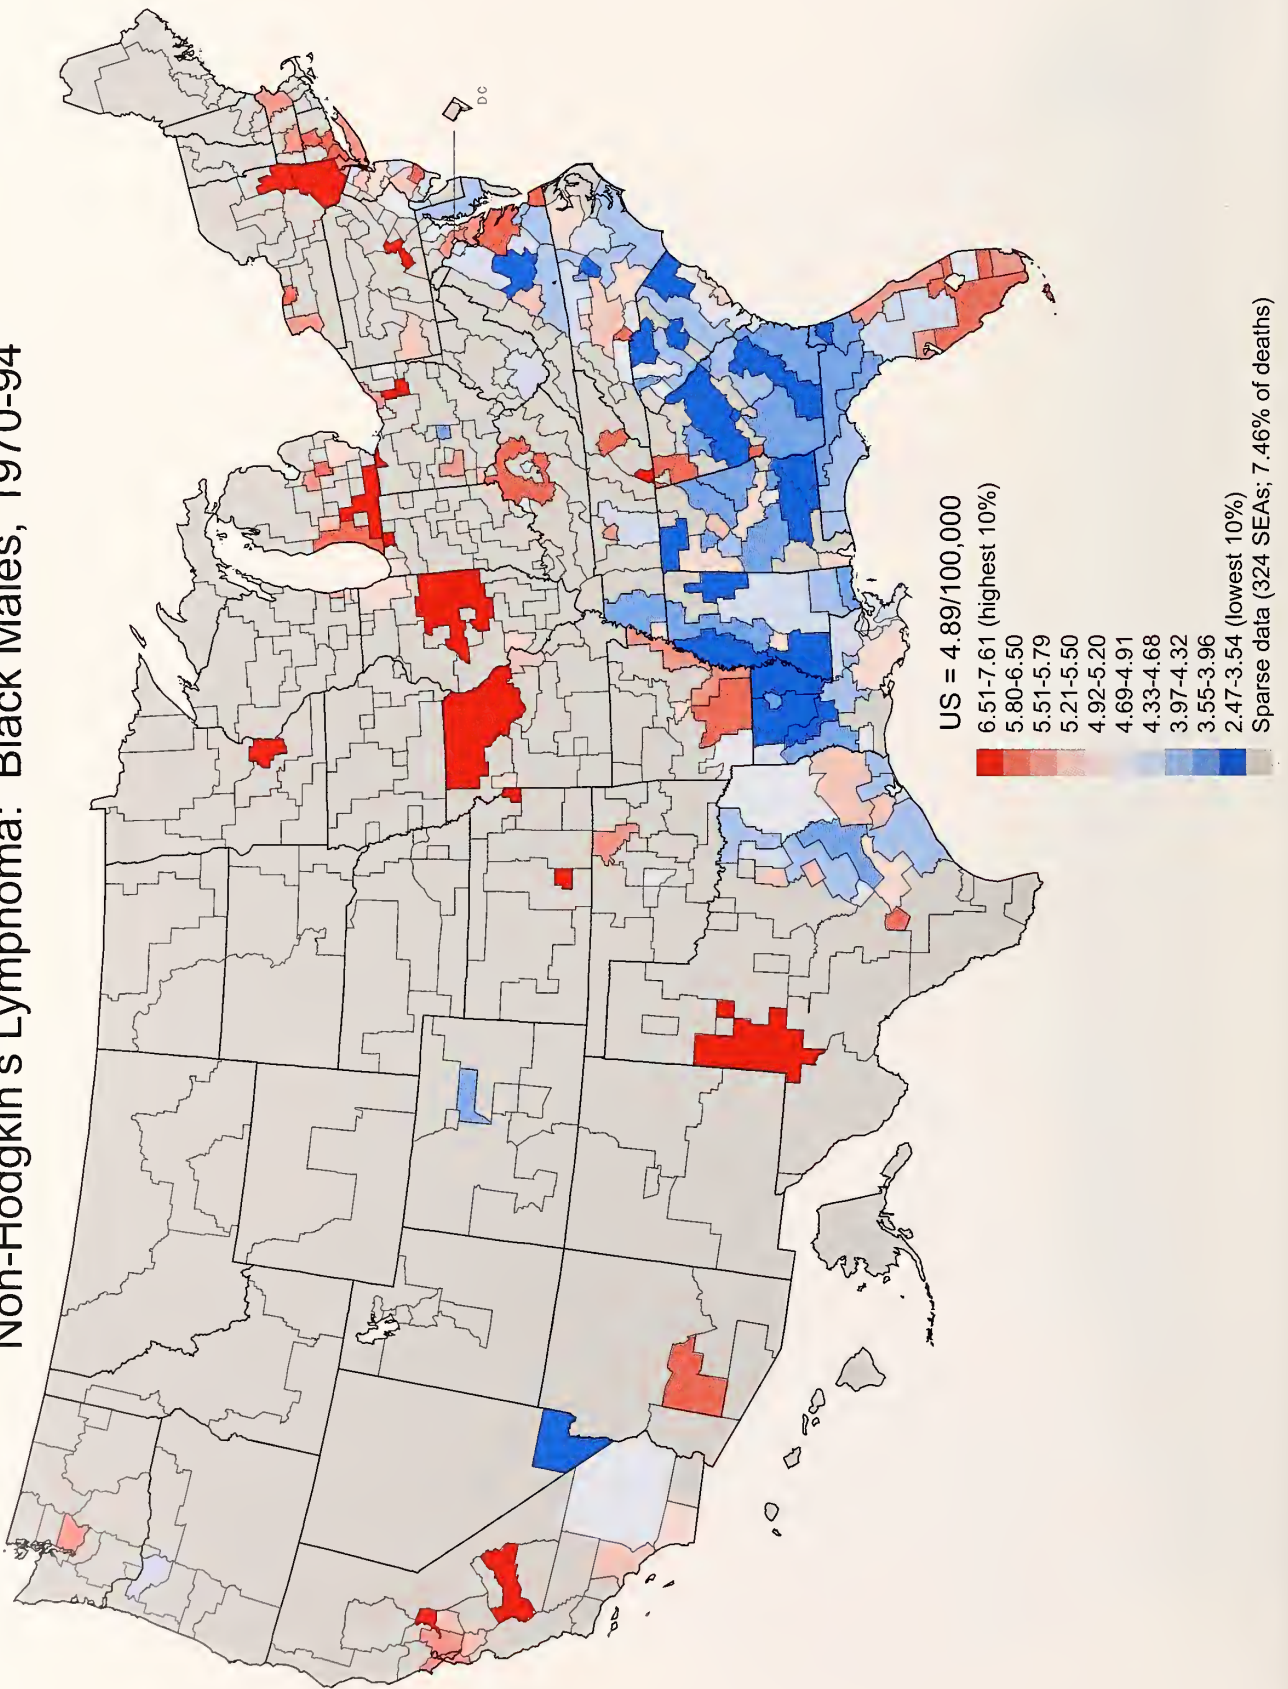 Non-Hodgkin's Lymphoma: Black Males, 1970-94
DC
US = 4.89/100,000
6.51-7.61 (highest 10%)
5.80-6.50
5.51-5.79
5.21-5.50
4.92-5.20
4.69-4.91
4.33-4.68
3.97-4.32
3.55-3.96
2.47-3.54 (lowest 10%)
Sparse data (324 SEAs; 7.46% of deaths)